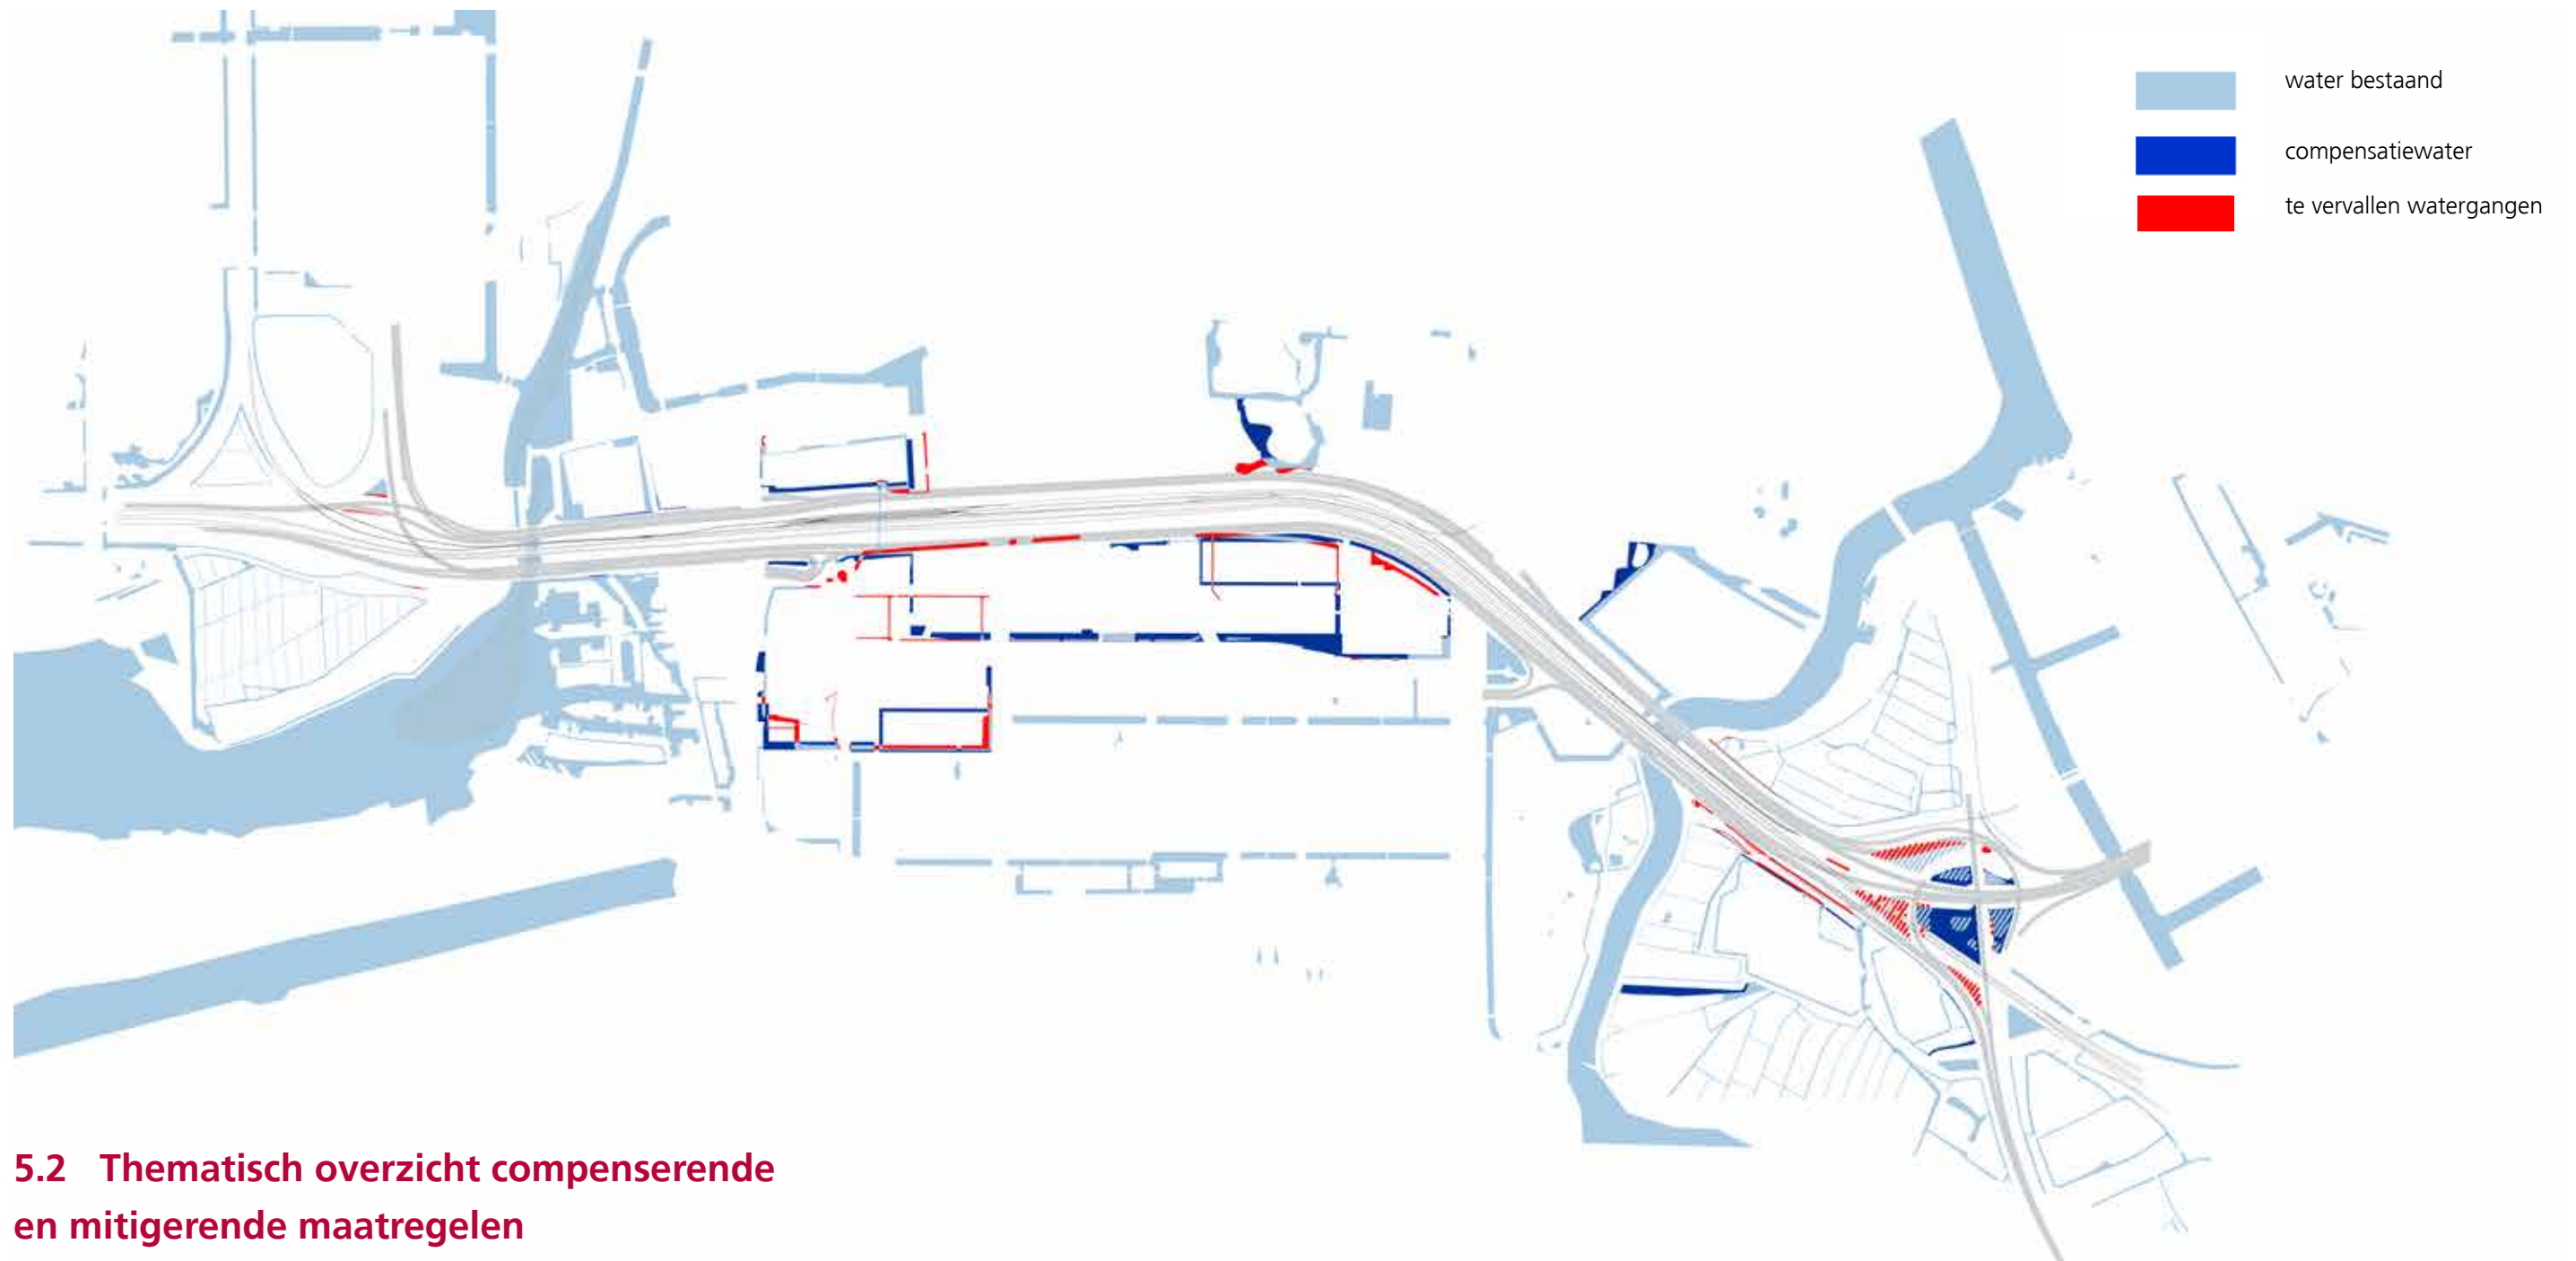 water bestaand
compensatiewater
te vervallen watergangen
5.2 Thematisch overzicht compenserende
en mitigerende maatregelen